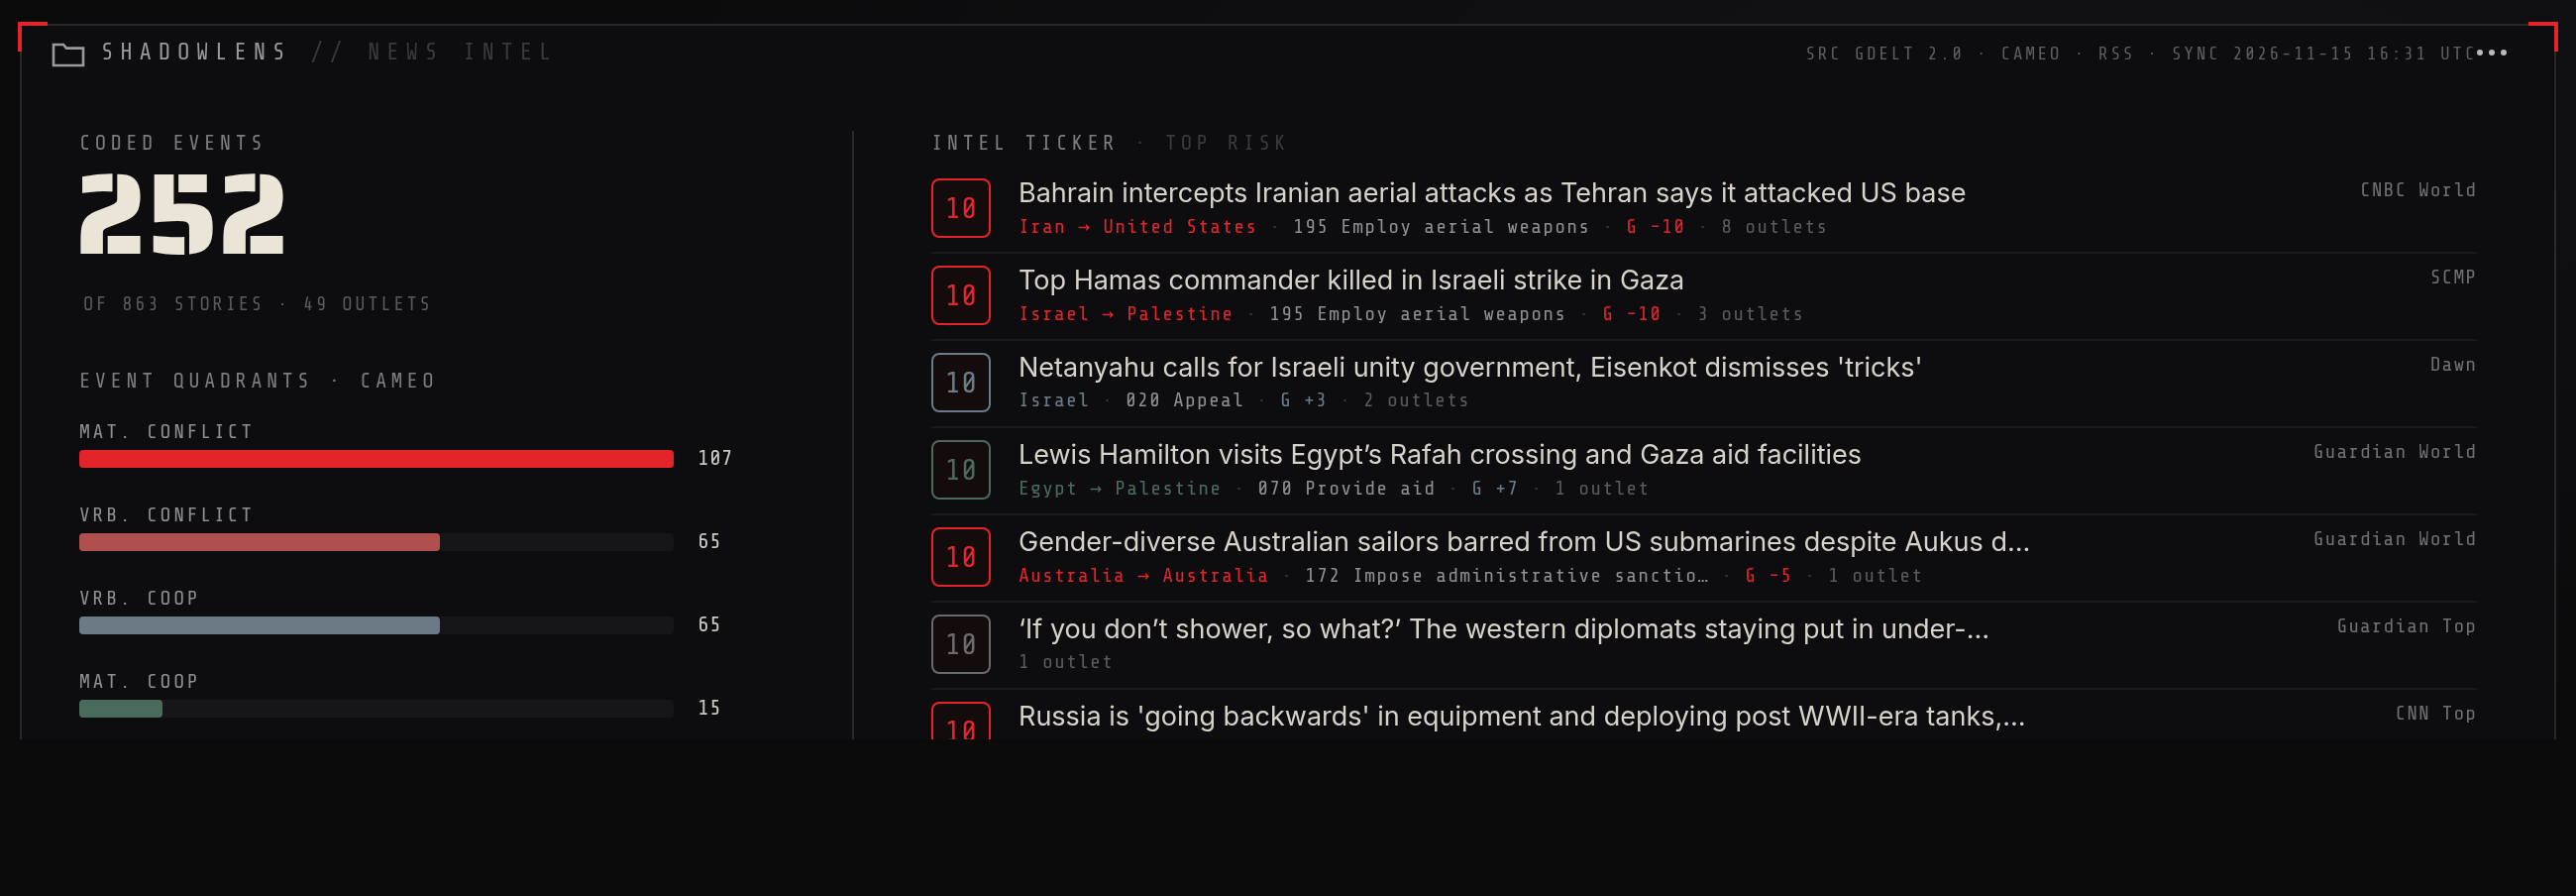 SHADOWLENS // NEWS INTEL
SRC GDELT 2.0 · CAMEO · RSS · SYNC 2026-11-15 16:31 UTC
CODED EVENTS
252
OF 863 STORIES · 49 OUTLETS
EVENT QUADRANTS · CAMEO
MAT. CONFLICT
107
VRB. CONFLICT
65
VRB. COOP
65
MAT. COOP
15
INTEL TICKER · TOP RISK
10 Bahrain intercepts Iranian aerial attacks as Tehran says it attacked US base CNBC World
Iran → United States · 195 Employ aerial weapons · G -10 · 8 outlets
10 Top Hamas commander killed in Israeli strike in Gaza SCMP
Israel → Palestine · 195 Employ aerial weapons · G -10 · 3 outlets
10 Netanyahu calls for Israeli unity government, Eisenkot dismisses 'tricks' Dawn
Israel · 020 Appeal · G +3 · 2 outlets
10 Lewis Hamilton visits Egypt’s Rafah crossing and Gaza aid facilities Guardian World
Egypt → Palestine · 070 Provide aid · G +7 · 1 outlet
10 Gender-diverse Australian sailors barred from US submarines despite Aukus d... Guardian World
Australia → Australia · 172 Impose administrative sanctio… · G -5 · 1 outlet
10 ‘If you don’t shower, so what?’ The western diplomats staying put in under-... Guardian Top
1 outlet
10 Russia is 'going backwards' in equipment and deploying post WWII-era tanks,... CNN Top